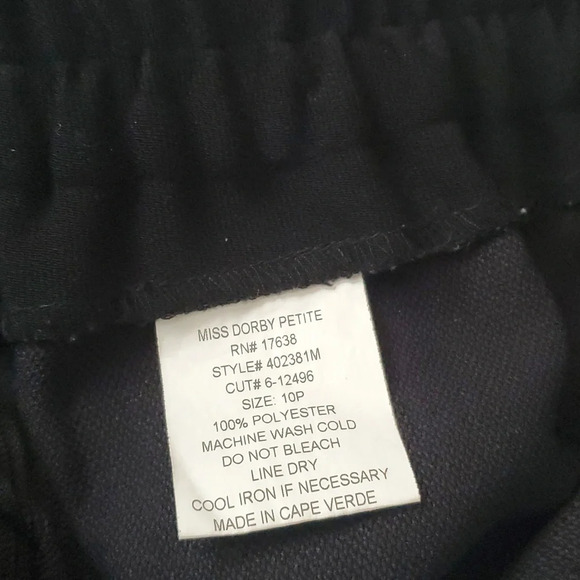 MISS DORBY PETITE
RN# 17638
STYLE# 402381M
CUT# 6-12496
SIZE: 10P
100% POLYESTER
MACHINE WASH COLD
DO NOT BLEACH
LINE DRY
COOL IRON IF NECESSARY
MADE IN CAPE VERDE